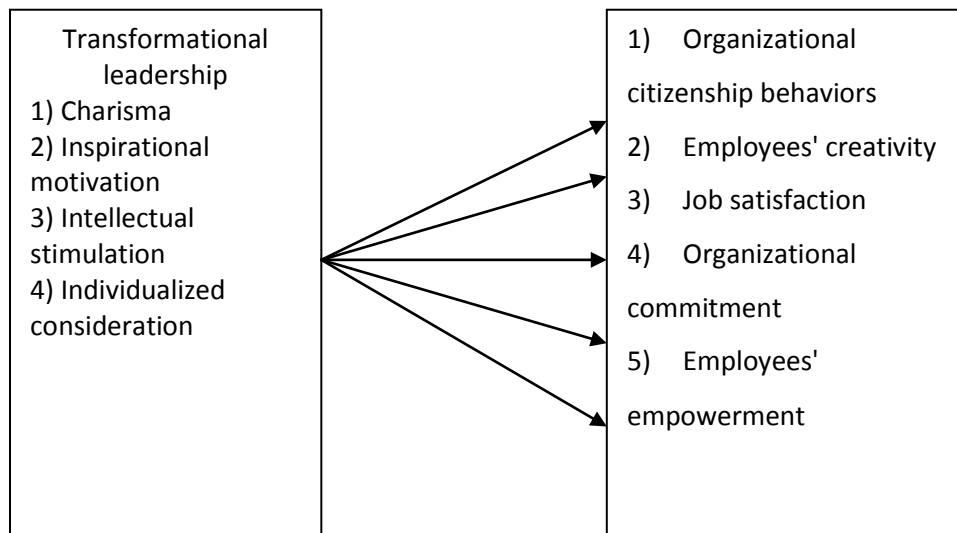 Transformational
leadership
1) Charisma
2) Inspirational
motivation
3) Intellectual
stimulation
4) Individualized
consideration
1) Organizational
citizenship behaviors
2) Employees' creativity
3) Job satisfaction
4) Organizational
commitment
5) Employees'
empowerment